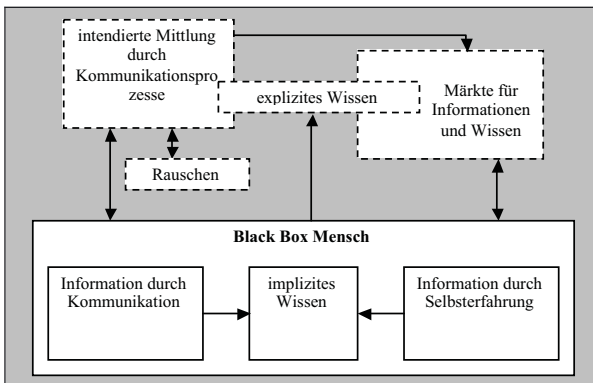 intendierte Mittlung
durch
Kommunikationspro
zesse
explizites Wissen
Märkte für
Informationen
und Wissen
Rauschen
Black Box Mensch
Information durch
Kommunikation
implizites
Wissen
Information durch
Selbsterfahrung